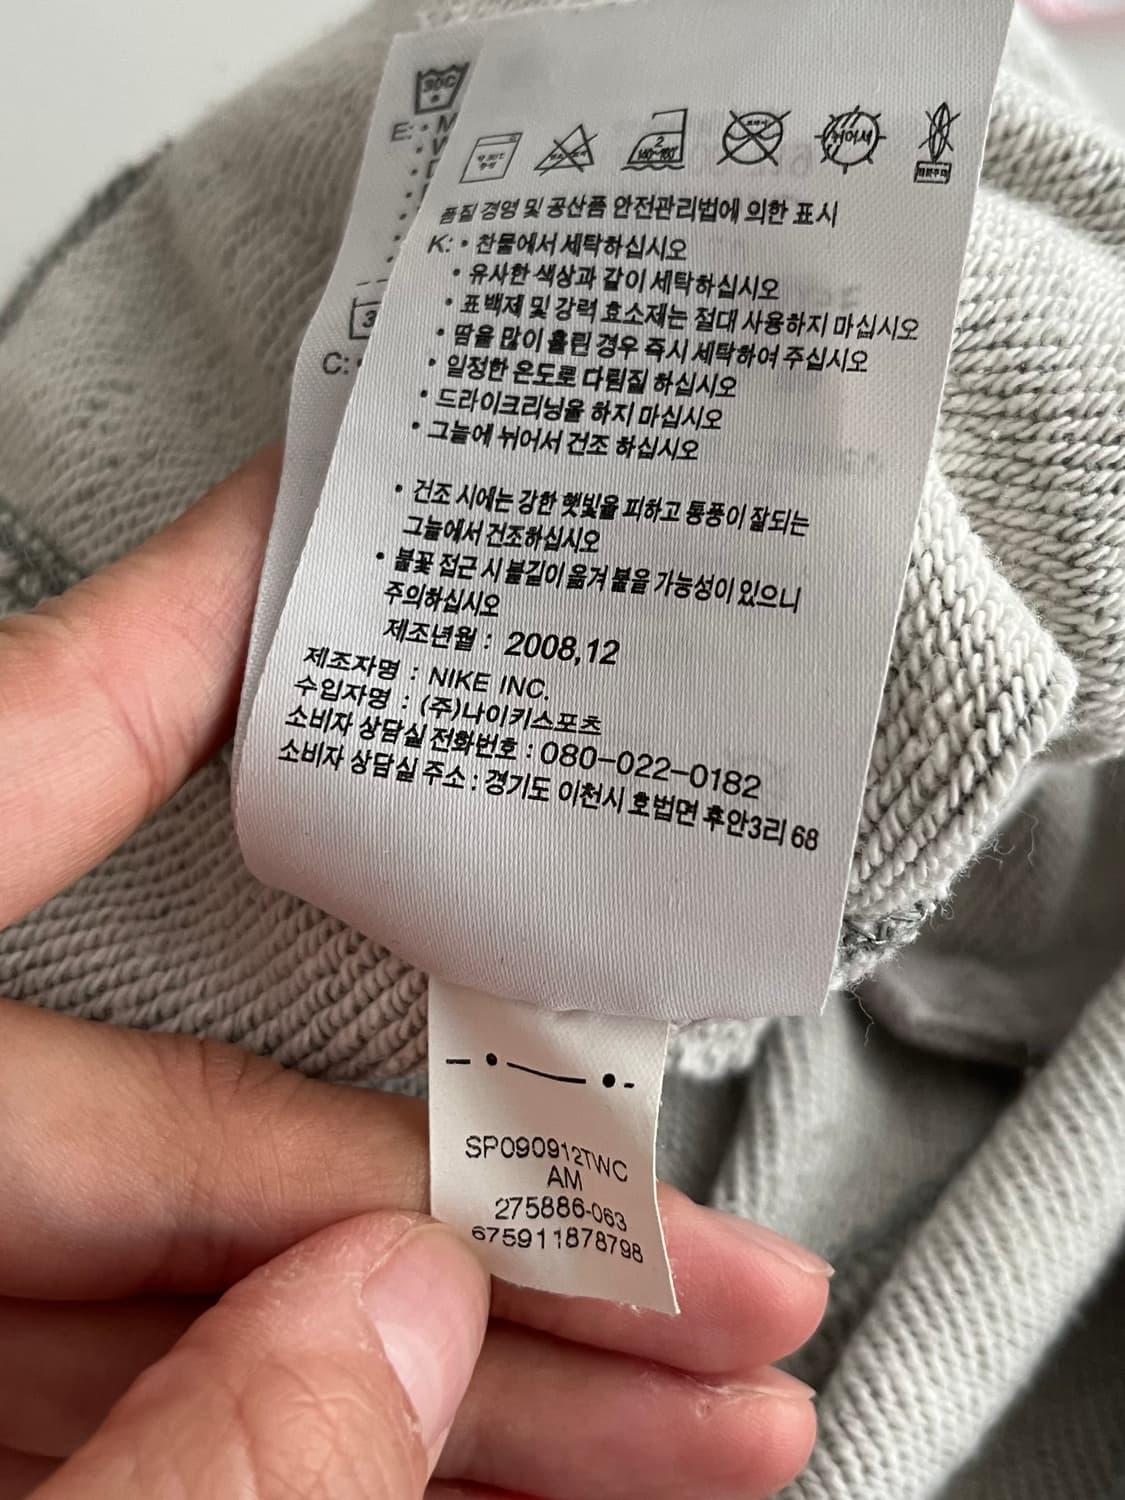 30C
E: • M
C: •
2
140~160
뉘어서
품질 경영 및 공산품 안전관리법에 의한 표시
K: • 찬물에서 세탁하십시오
• 유사한 색상과 같이 세탁하십시오
• 표백제 및 강력 효소제는 절대 사용하지 마십시오
• 땀을 많이 흘린 경우 즉시 세탁하여 주십시오
• 일정한 온도로 다림질 하십시오
• 드라이크리닝을 하지 마십시오
• 그늘에 뉘어서 건조 하십시오
• 건조 시에는 강한 햇빛을 피하고 통풍이 잘되는
그늘에서 건조하십시오
• 불꽃 접근 시 불길이 옮겨 붙을 가능성이 있으니
주의하십시오
제조년월 : 2008,12
제조자명 : NIKE INC.
수입자명 : (주)나이키스포츠
소비자 상담실 전화번호 : 080-022-0182
소비자 상담실 주소 : 경기도 이천시 호법면 후안3리 68
SP090912TWC
AM
275886-063
675911878798